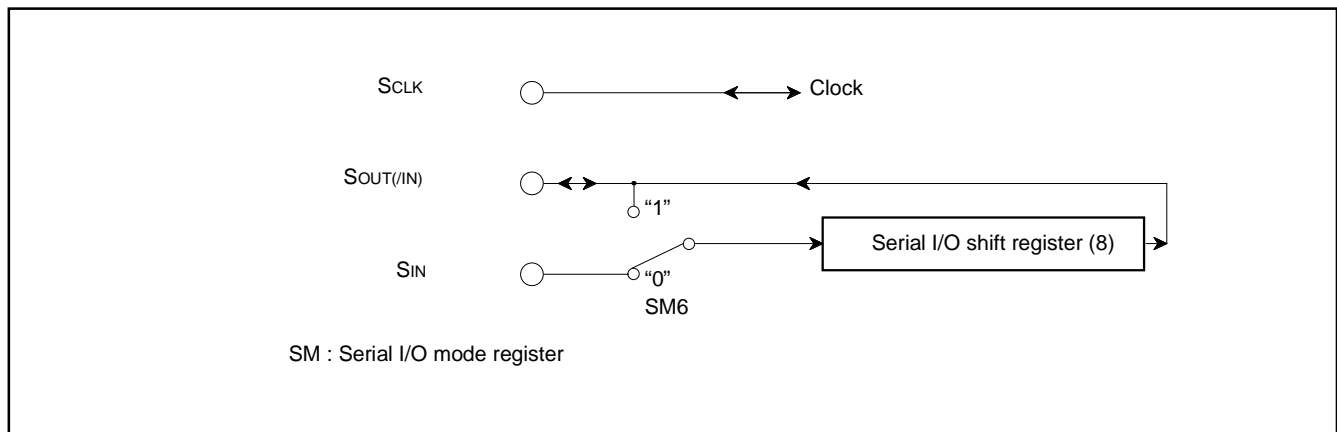 SCLK
Clock
SOUT(/IN)
“1”
Serial I/O shift register (8)
SIN
“0”
SM6
SM : Serial I/O mode register